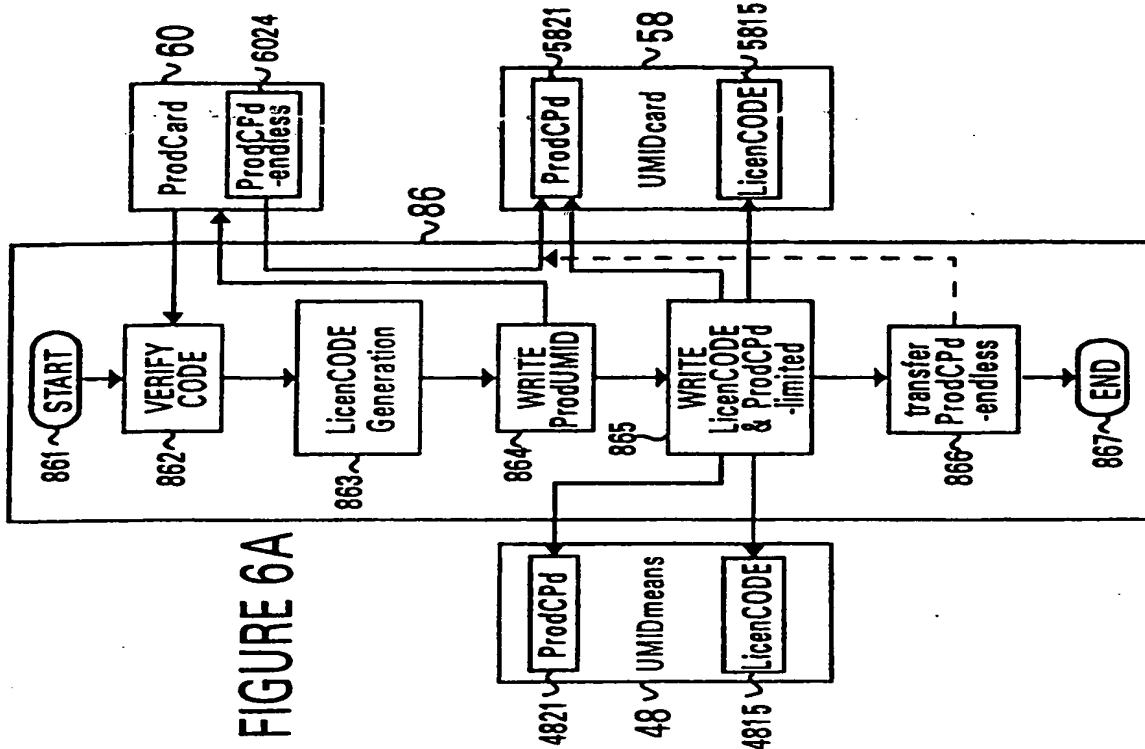 FIGURE 6A
861
START
862
VERIFY
CODE
863
LicenCODE
Generation
864
WRITE
ProdUMID
865
WRITE
LicenCODE
& ProdCPd
-limited
866
transfer
ProdCPd
-endless
867
END
86
60
ProdCard
6024
ProdCPd
-endless
5821
ProdCPd
UMIDcard
58
LicenCODE
5815
4821
ProdCPd
48
UMIDmeans
4815
LicenCODE